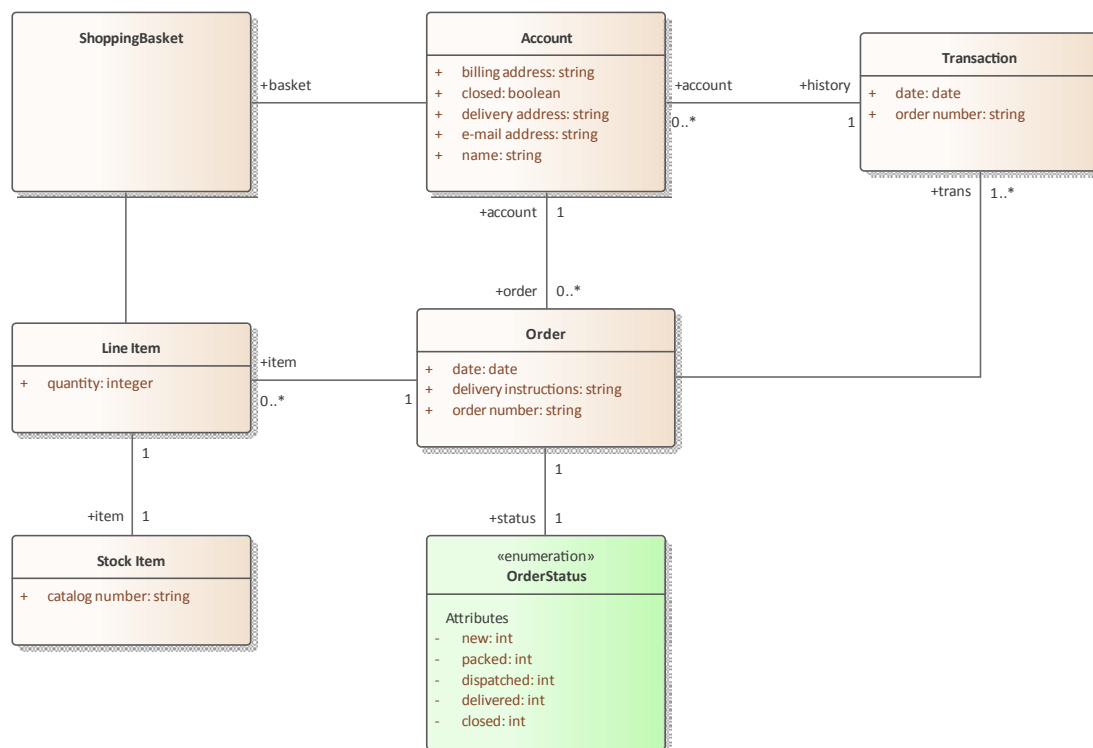 ShoppingBasket
+basket
Account
+ billing address: string
+ closed: boolean
+ delivery address: string
+ e-mail address: string
+ name: string
+account
0..*
+history
1
Transaction
+ date: date
+ order number: string
+trans
1..*
+account
1
+order
0..*
Line Item
+ quantity: integer
+item
0..*
1
Order
+ date: date
+ delivery instructions: string
+ order number: string
1
+item
1
Stock Item
+ catalog number: string
1
+status
1
«enumeration»
OrderStatus
Attributes
- new: int
- packed: int
- dispatched: int
- delivered: int
- closed: int